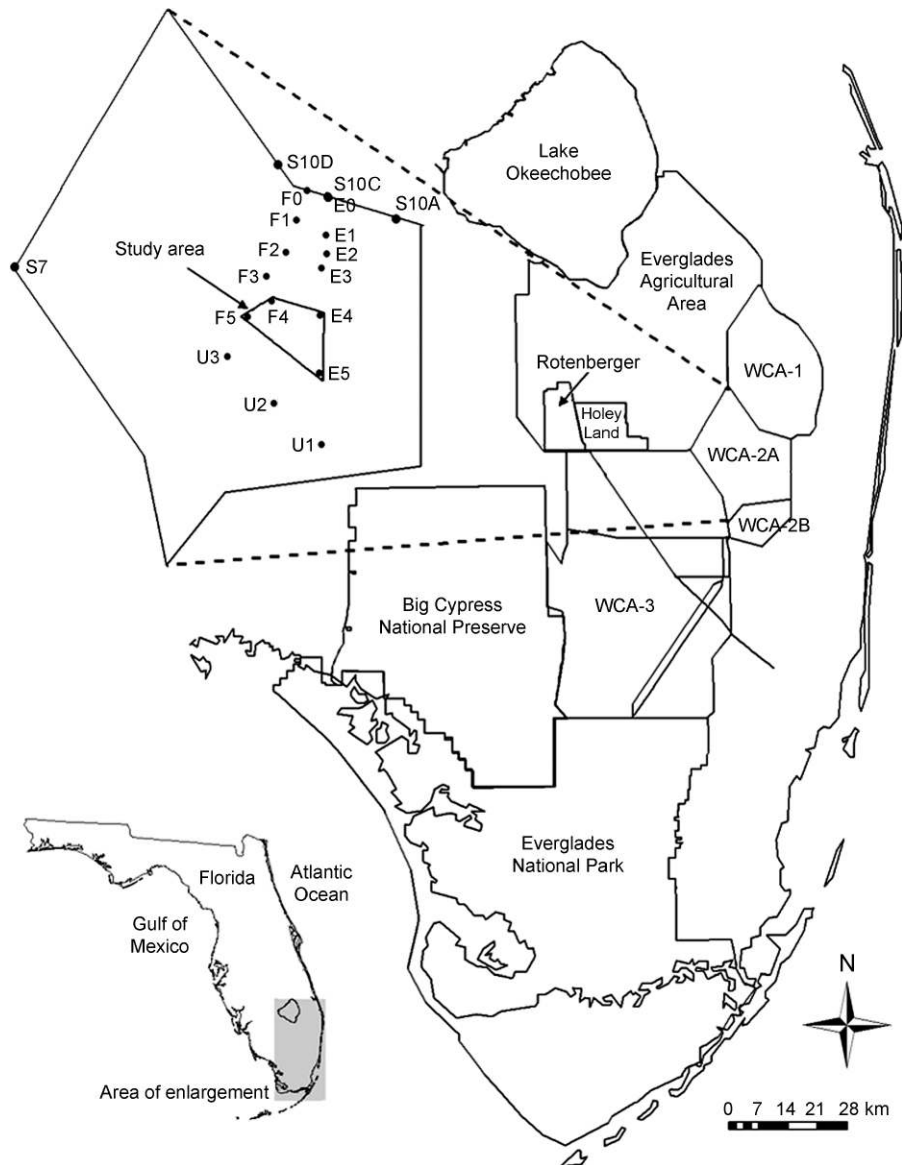 S10D
S10C
F0
E0
S10A
F1
E1
Study area
F2
E2
S7
F3
E3
F4
E4
F5
U3
E5
U2
U1
Lake
Okeechobee
Everglades
Agricultural
Area
Rotenberger
WCA-1
Holey
Land
WCA-2A
WCA-2B
Big Cypress
National Preserve
WCA-3
Everglades
National Park
Florida
Atlantic
Ocean
Gulf of
Mexico
Area of enlargement
N
0 7 14 21 28 km